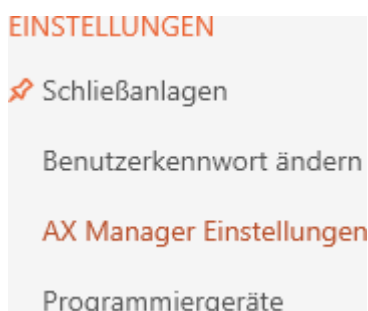 EINSTELLUNGEN
Schließanlagen
Benutzerkennwort ändern
AX Manager Einstellungen
Programmiergeräte